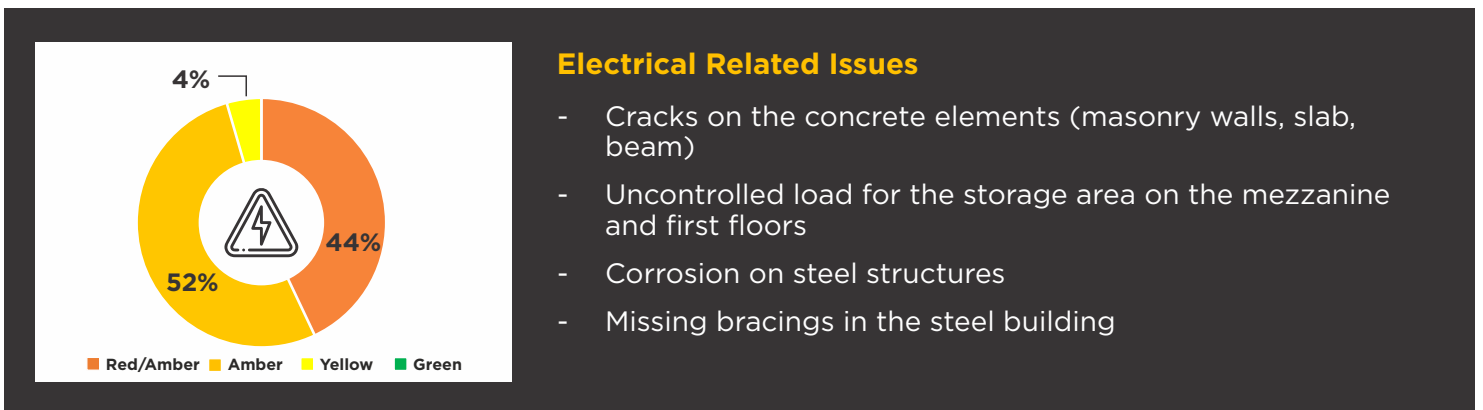 4%
44%
52%
Red/Amber Amber Yellow Green
Electrical Related Issues
- Cracks on the concrete elements (masonry walls, slab,
beam)
- Uncontrolled load for the storage area on the mezzanine
and first floors
- Corrosion on steel structures
- Missing bracings in the steel building